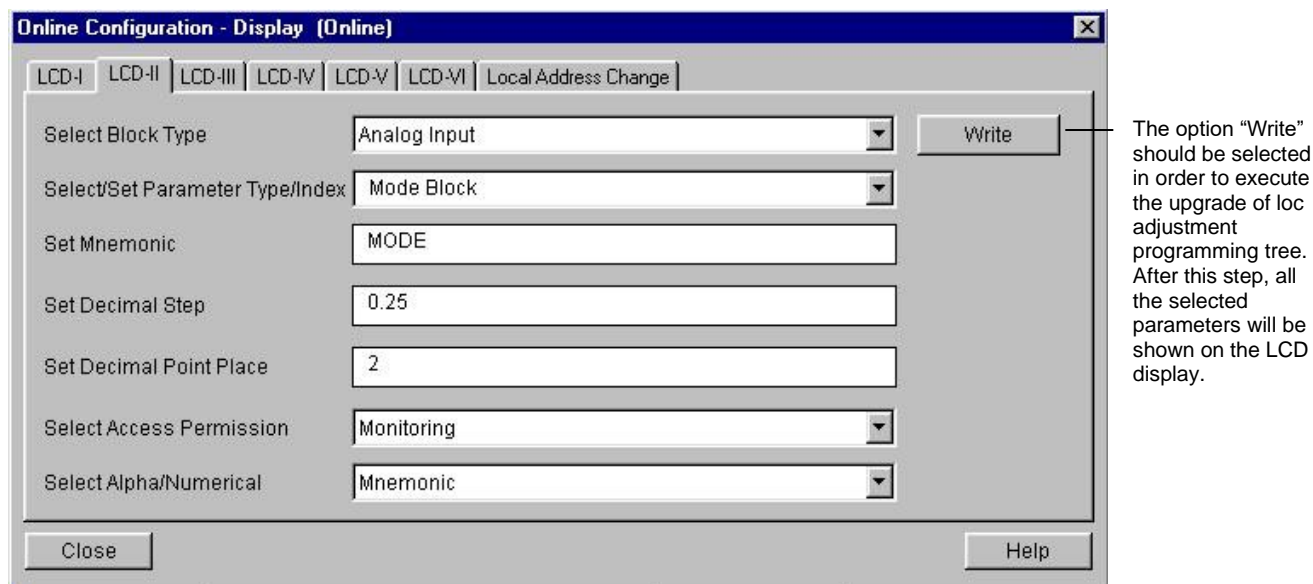 Online Configuration - Display (Online)
LCD-I LCD-II LCD-III LCD-IV LCD-V LCD-VI Local Address Change
Select Block Type Analog Input Write
Select/Set Parameter Type/Index Mode Block
Set Mnemonic MODE
Set Decimal Step 0.25
Set Decimal Point Place 2
Select Access Permission Monitoring
Select Alpha/Numerical Mnemonic
Close Help
The option “Write”
should be selected
in order to execute
the upgrade of loc
adjustment
programming tree.
After this step, all
the selected
parameters will be
shown on the LCD
display.